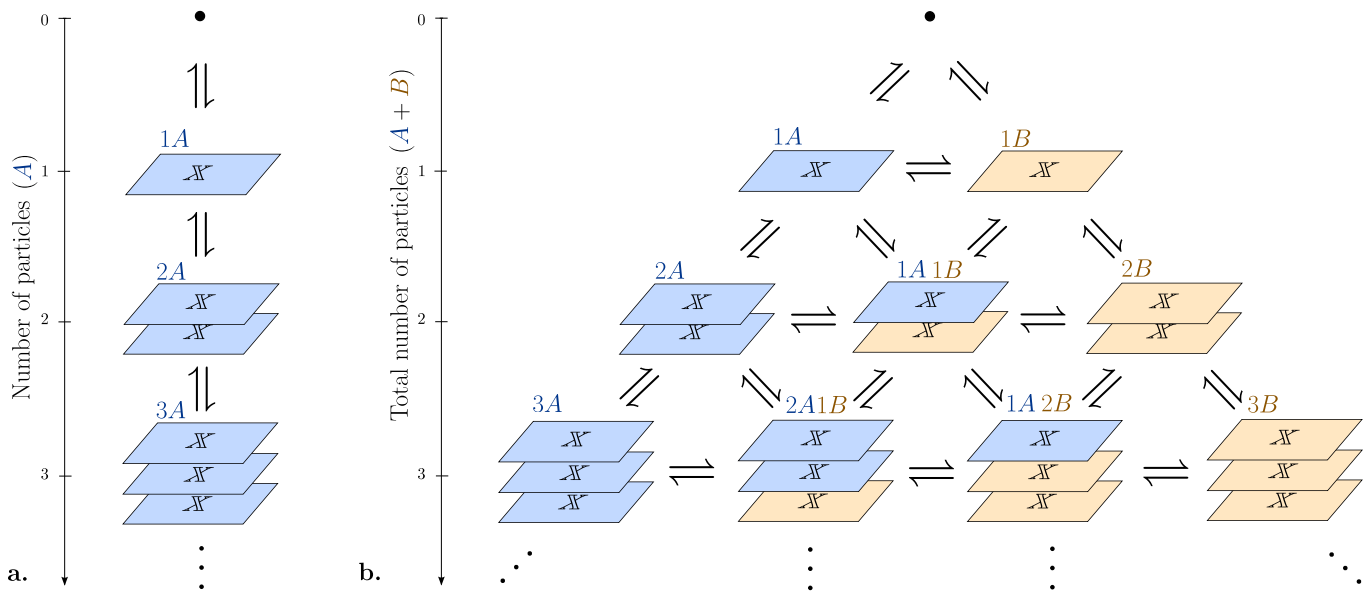 0
1A
𝕏
1
Number of particles (A)
2A
𝕏
𝕏
2
3A
𝕏
𝕏
𝕏
3
a.
0
Total number of particles (A + B)
1A 1B
𝕏 𝕏
1
2A 1A 1B 2B
𝕏 𝕏 𝕏
𝕏 𝕏 𝕏
2
3A 2A1B 1A 2B 3B
𝕏 𝕏 𝕏 𝕏
𝕏 𝕏 𝕏 𝕏
𝕏 𝕏 𝕏 𝕏
3
b.